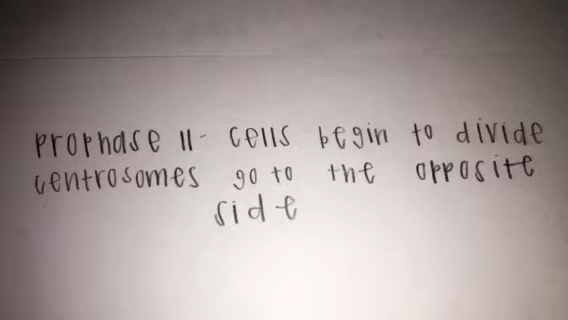 prophase II- cells begin to divide
centrosomes go to the opposite
side